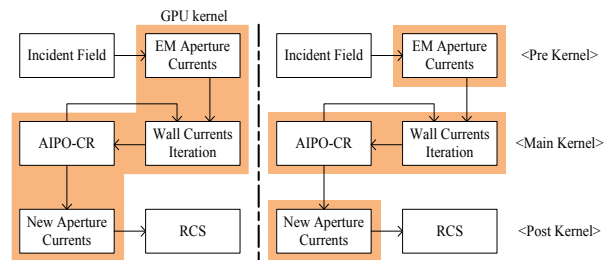 GPU kernel
Incident Field
EM Aperture
Currents
AIPO-CR
Wall Currents
Iteration
New Aperture
Currents
RCS
Incident Field
EM Aperture
Currents
<Pre Kernel>
AIPO-CR
Wall Currents
Iteration
<Main Kernel>
New Aperture
Currents
RCS
<Post Kernel>